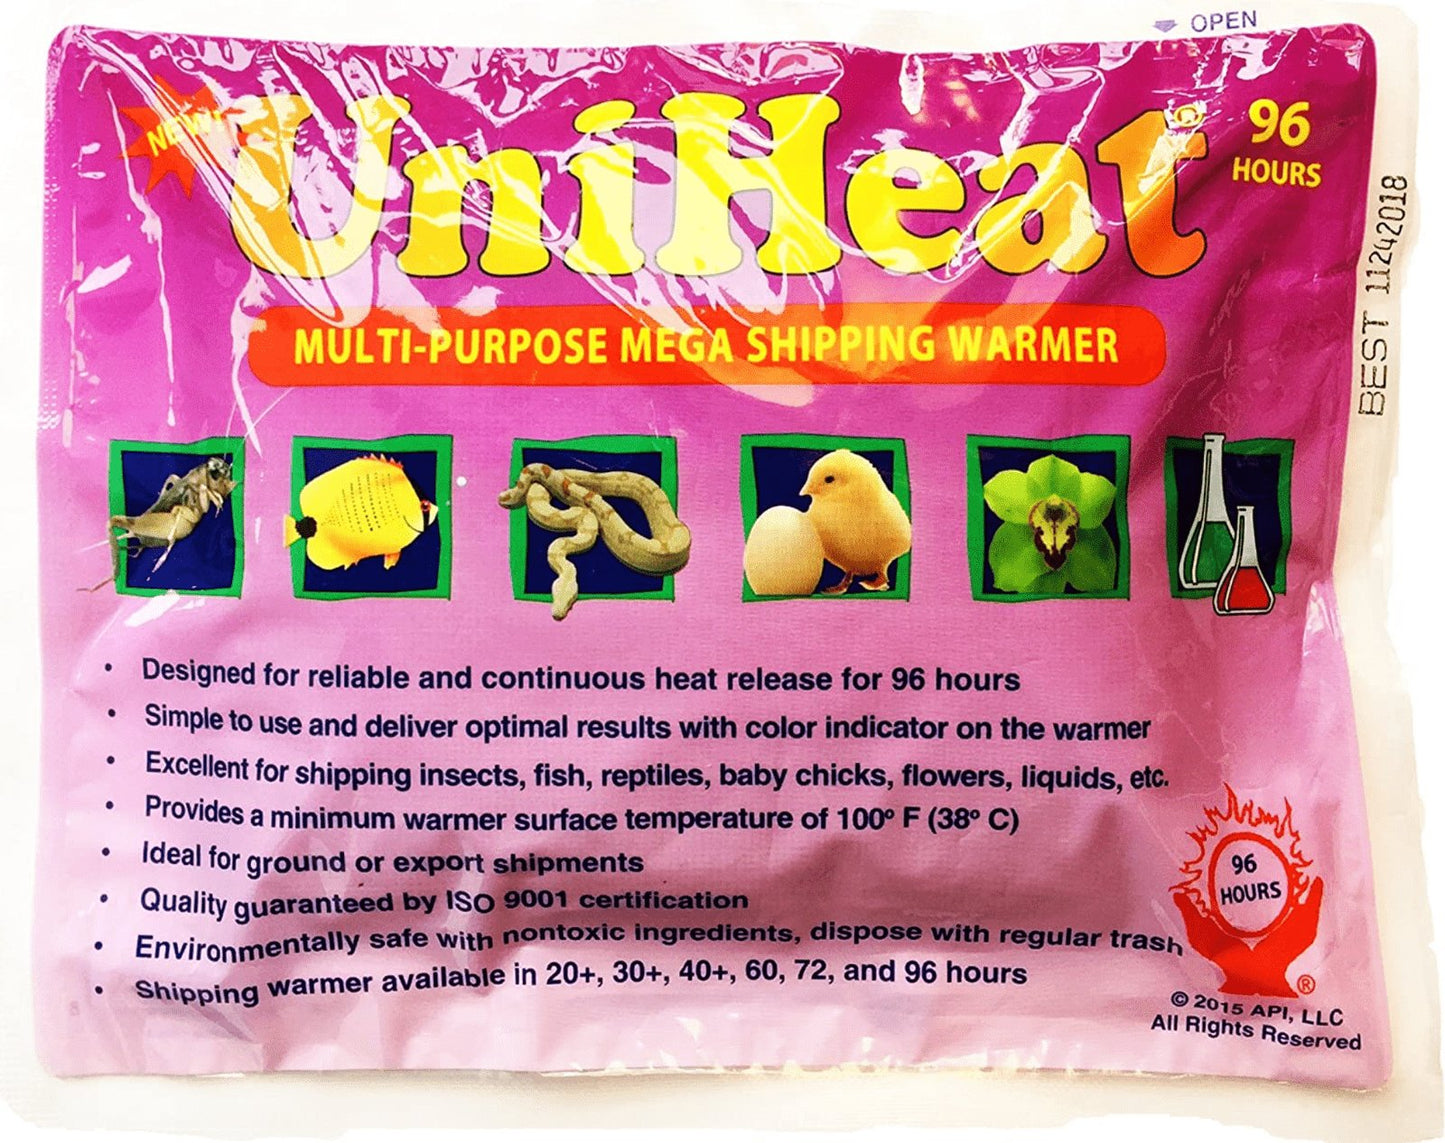 OPEN
NEW!
UniHeat®
96
HOURS
BEST 11242018
MULTI-PURPOSE MEGA SHIPPING WARMER
• Designed for reliable and continuous heat release for 96 hours
• Simple to use and deliver optimal results with color indicator on the warmer
• Excellent for shipping insects, fish, reptiles, baby chicks, flowers, liquids, etc.
• Provides a minimum warmer surface temperature of 100º F (38º C)
• Ideal for ground or export shipments
• Quality guaranteed by ISO 9001 certification
• Environmentally safe with nontoxic ingredients, dispose with regular trash
• Shipping warmer available in 20+, 30+, 40+, 60, 72, and 96 hours
96
HOURS
®
© 2015 API, LLC
All Rights Reserved